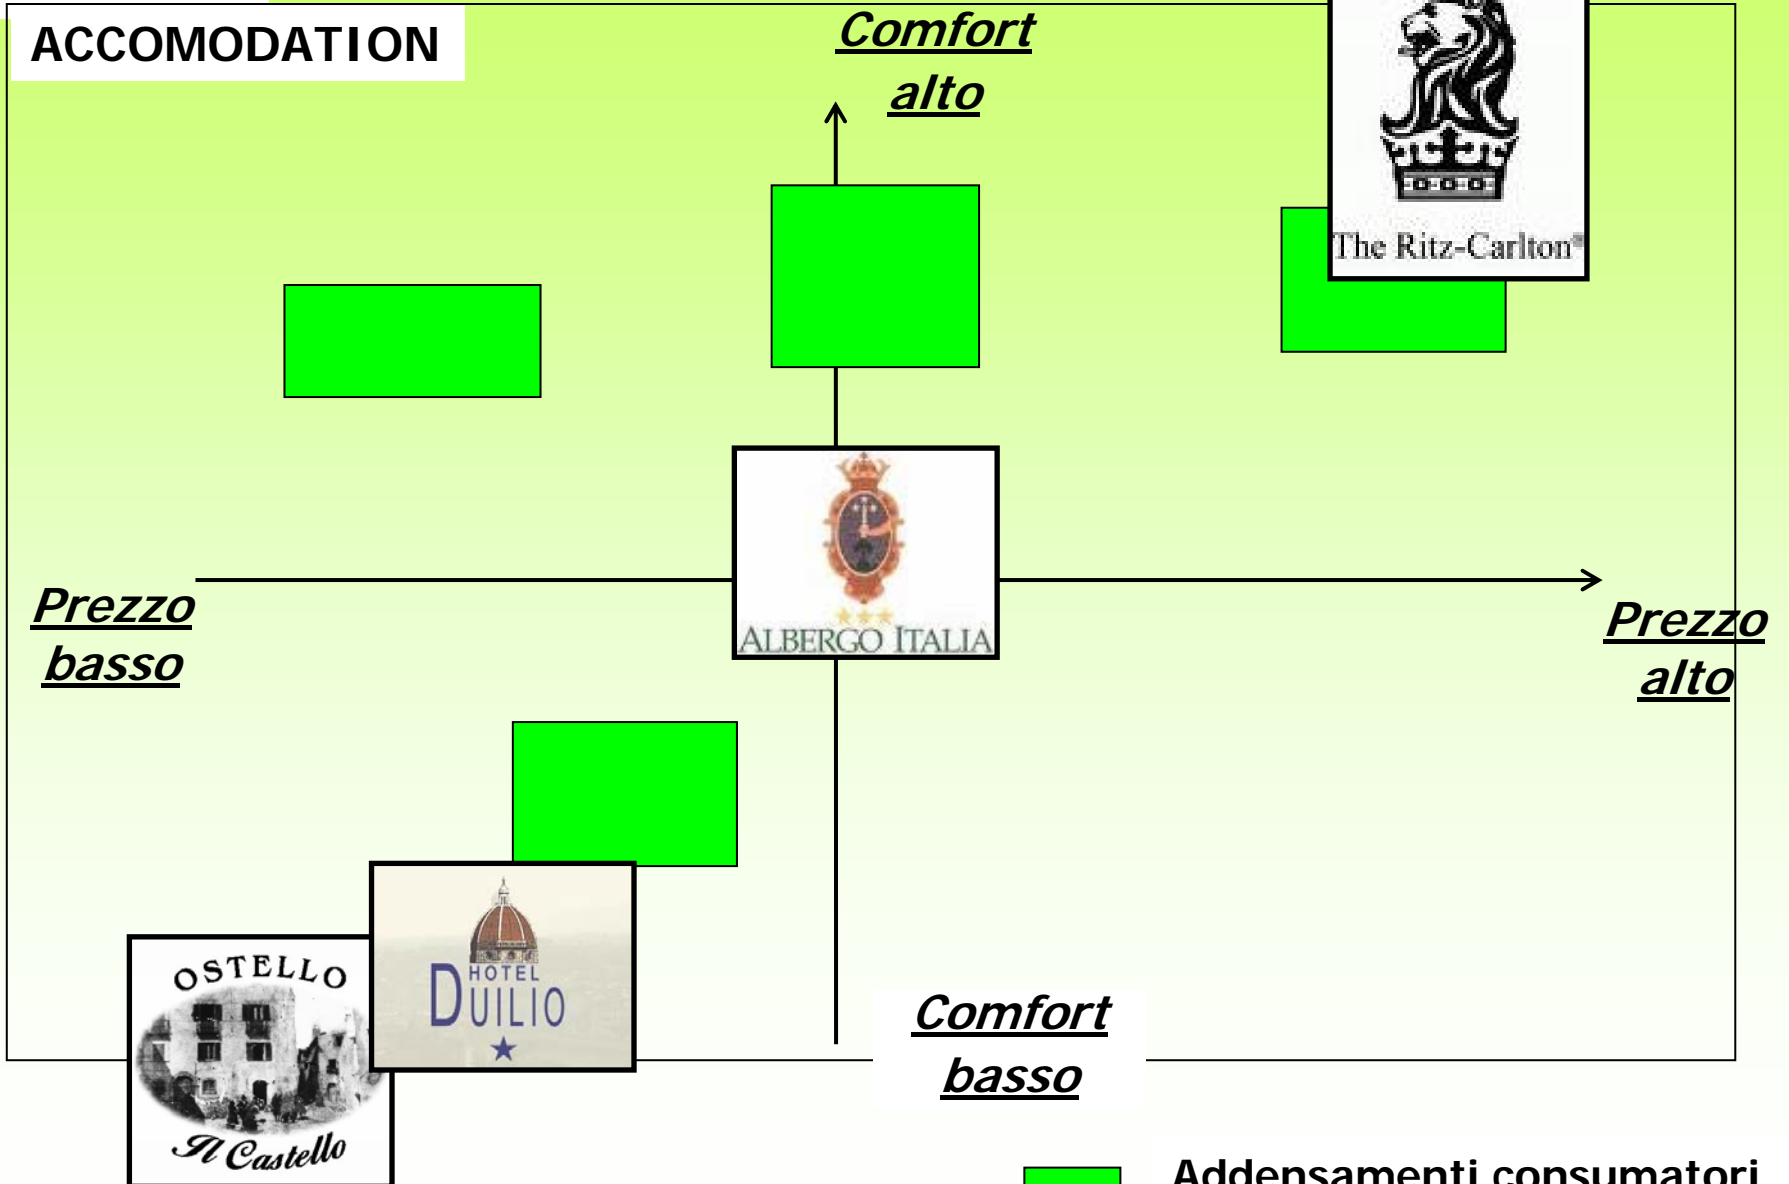 ACCOMODATION
Comfort
alto
The Ritz-Carlton®
ALBERGO ITALIA
Prezzo
basso
Prezzo
alto
HOTEL
DUILIO
OSTELLO
Il Castello
Comfort
basso
Addensamenti consumatori